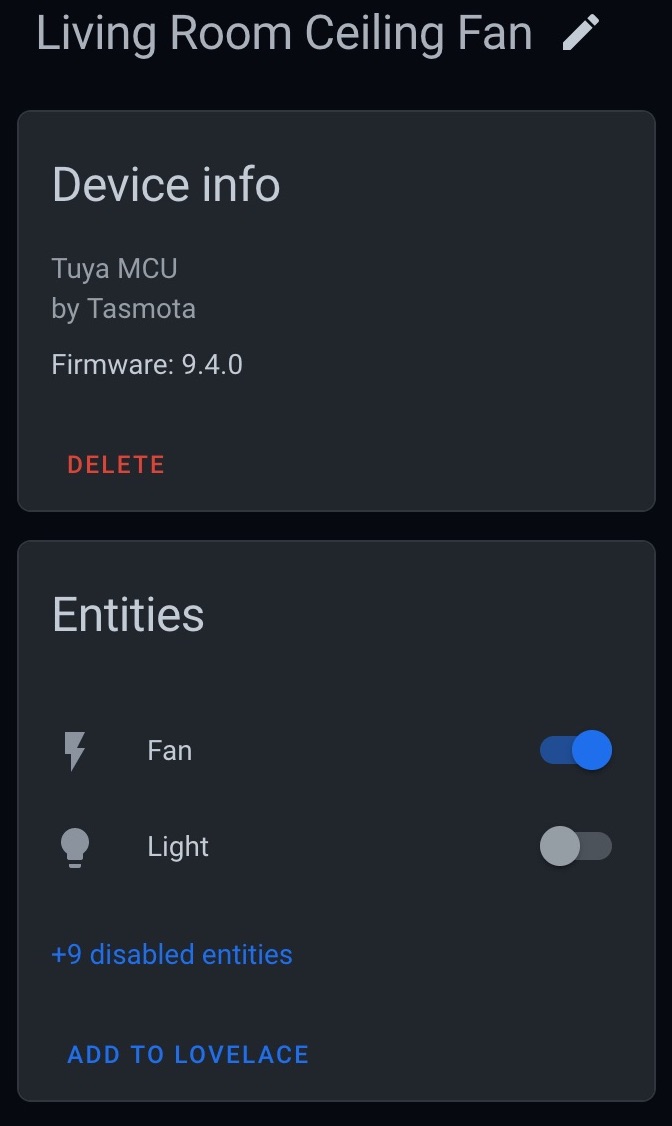 Living Room Ceiling Fan
Device info
Tuya MCU
by Tasmota
Firmware: 9.4.0
DELETE
Entities
Fan
Light
+9 disabled entities
ADD TO LOVELACE